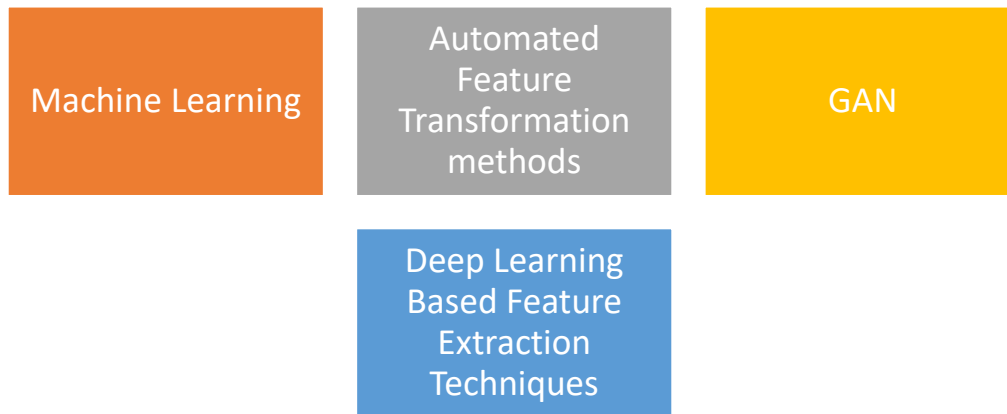 Machine Learning
Automated
Feature
Transformation
methods
GAN
Deep Learning
Based Feature
Extraction
Techniques